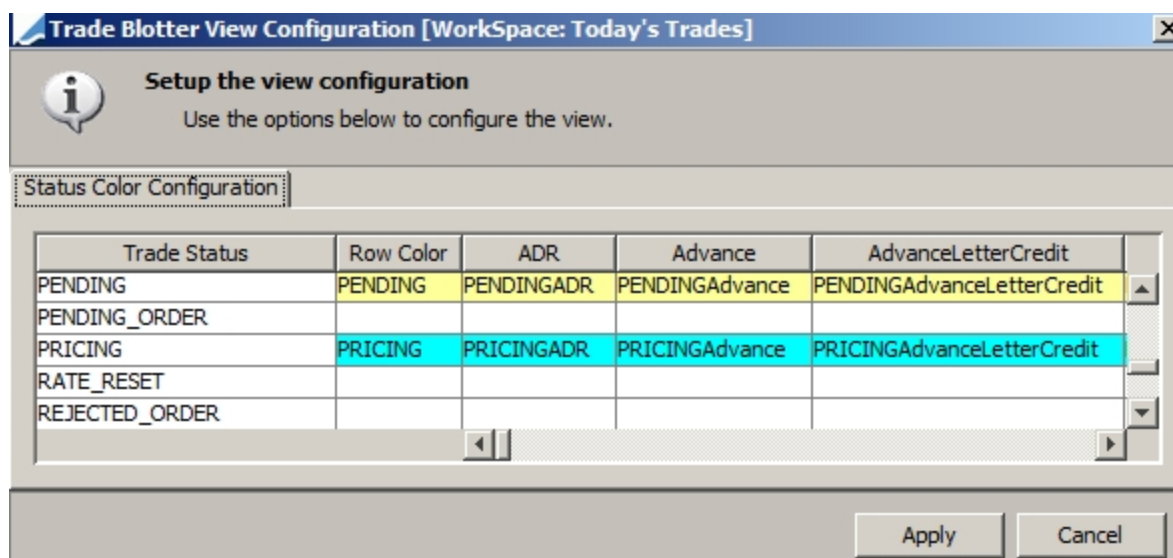 Trade Blotter View Configuration [WorkSpace: Today's Trades]
Setup the view configuration
Use the options below to configure the view.
Status Color Configuration
Trade Status Row Color ADR Advance AdvanceLetterCredit
PENDING PENDING PENDINGADR PENDINGAdvance PENDINGAdvanceLetterCredit
PENDING_ORDER
PRICING PRICING PRICINGADR PRICINGAdvance PRICINGAdvanceLetterCredit
RATE_RESET
REJECTED_ORDER
Apply Cancel